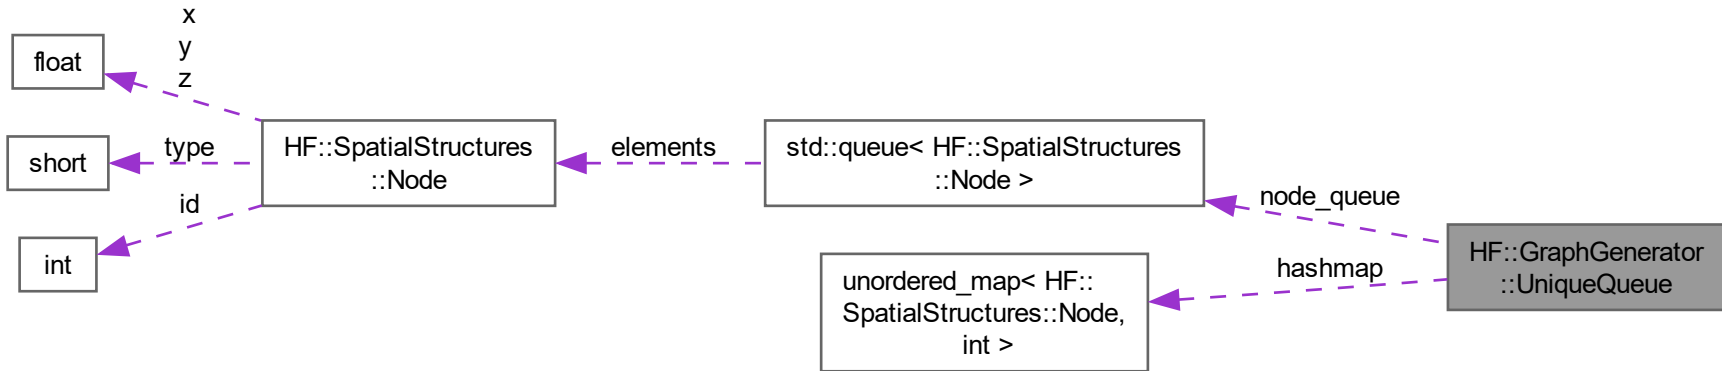 x
y
z
float
short
int
type
id
HF::SpatialStructures
::Node
elements
std::queue< HF::SpatialStructures
::Node >
node_queue
hashmap
unordered_map< HF::
SpatialStructures::Node,
int >
HF::GraphGenerator
::UniqueQueue